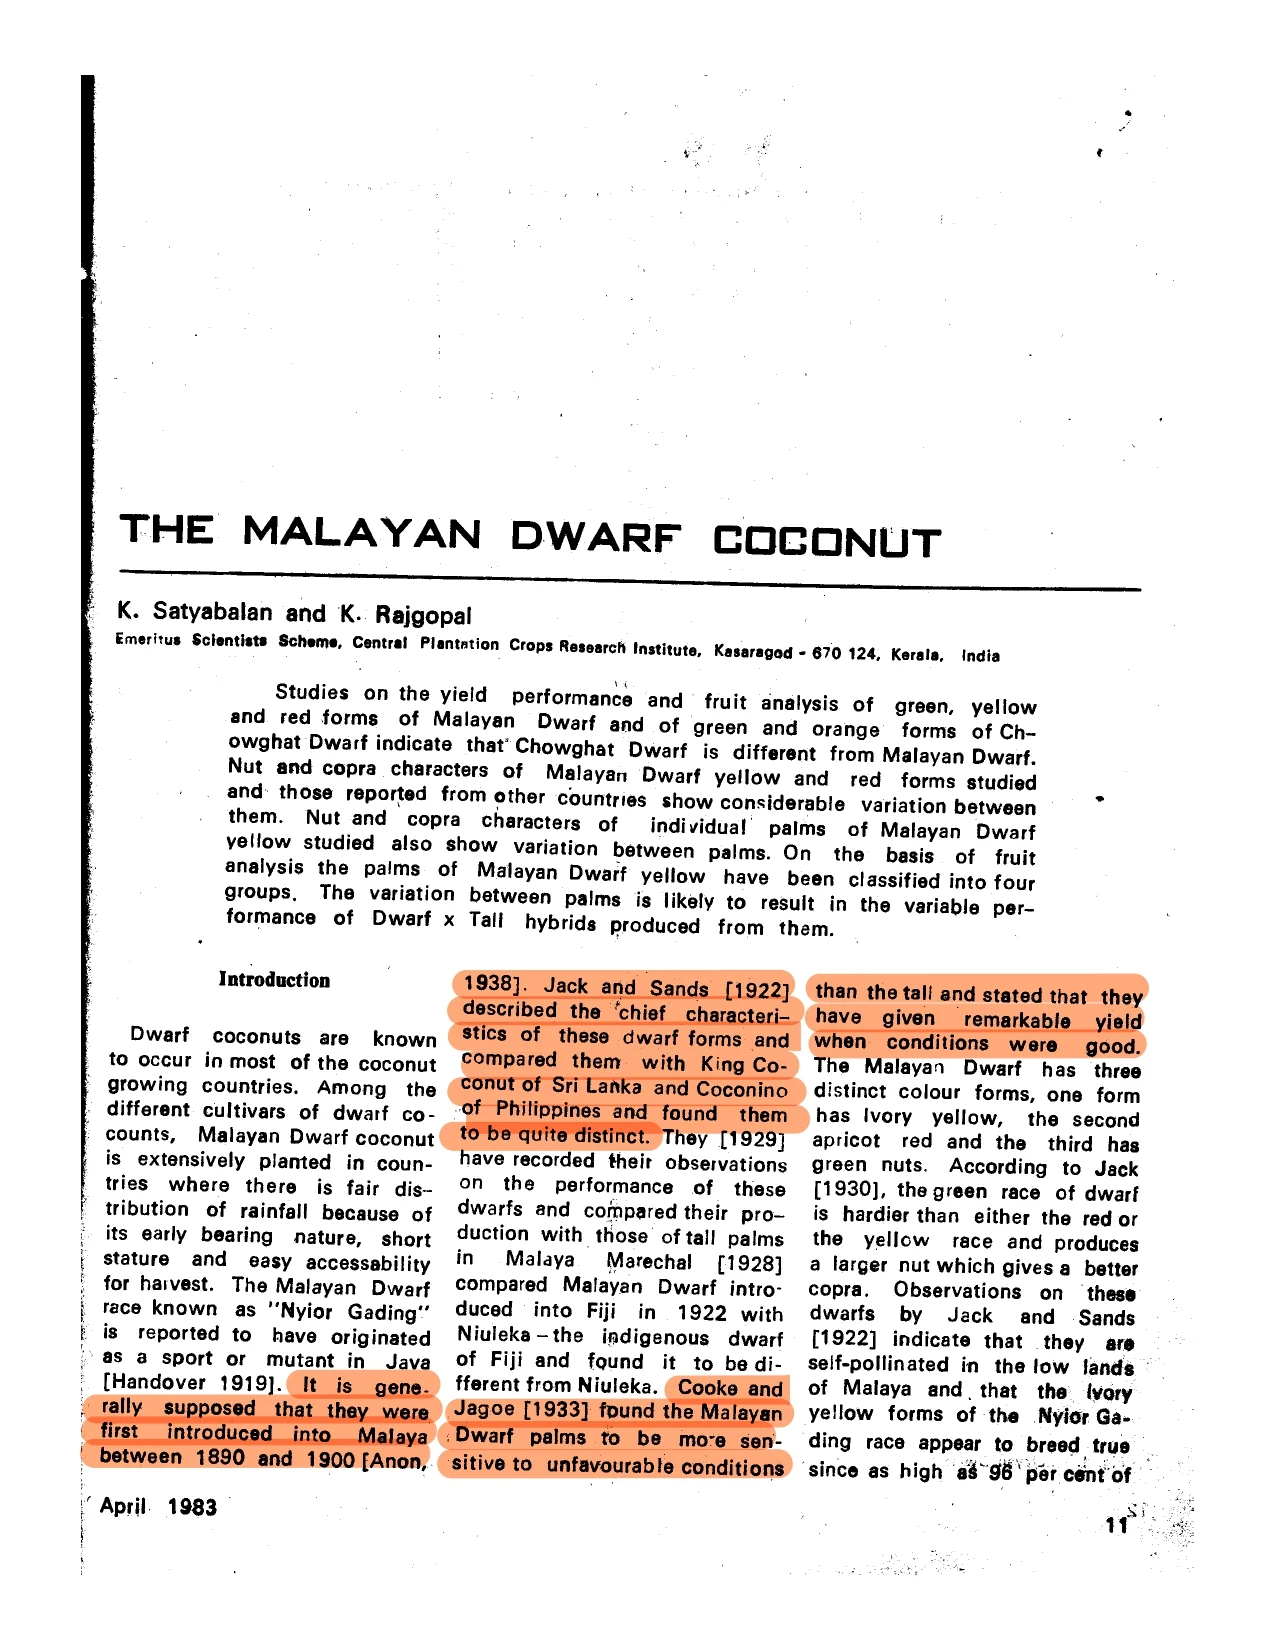 THE MALAYAN DWARF COCONUT
K. Satyabalan and K. Rajgopal
Emeritus Scientists Scheme, Central Plantation Crops Research Institute, Kasaragod - 670 124, Kerala, India
Studies on the yield performance and fruit analysis of green, yellow
and red forms of Malayan Dwarf and of green and orange forms of Ch-
owghat Dwarf indicate that Chowghat Dwarf is different from Malayan Dwarf.
Nut and copra characters of Malayan Dwarf yellow and red forms studied
and those reported from other countries show considerable variation between
them. Nut and copra characters of individual palms of Malayan Dwarf
yellow studied also show variation between palms. On the basis of fruit
analysis the palms of Malayan Dwarf yellow have been classified into four
groups. The variation between palms is likely to result in the variable per-
formance of Dwarf x Tall hybrids produced from them.
Introduction
Dwarf coconuts are known
to occur in most of the coconut
growing countries. Among the
different cultivars of dwarf co-
counts, Malayan Dwarf coconut
is extensively planted in coun-
tries where there is fair dis-
tribution of rainfall because of
its early bearing nature, short
stature and easy accessability
for harvest. The Malayan Dwarf
race known as "Nyior Gading"
is reported to have originated
as a sport or mutant in Java
[Handover 1919]. It is gene-
rally supposed that they were
first introduced into Malaya
between 1890 and 1900 [Anon,
1938]. Jack and Sands [1922]
described the chief characteri-
stics of these dwarf forms and
compared them with King Co-
conut of Sri Lanka and Coconino
of Philippines and found them
to be quite distinct. They [1929]
have recorded their observations
on the performance of these
dwarfs and compared their pro-
duction with those of tall palms
in Malaya Marechal [1928]
compared Malayan Dwarf intro-
duced into Fiji in 1922 with
Niuleka – the indigenous dwarf
of Fiji and found it to be di-
fferent from Niuleka. Cooke and
Jagoe [1933] found the Malayan
Dwarf palms to be more sen-
sitive to unfavourable conditions
than the tall and stated that they
have given remarkable yield
when conditions were good.
The Malayan Dwarf has three
distinct colour forms, one form
has Ivory yellow, the second
apricot red and the third has
green nuts. According to Jack
[1930], the green race of dwarf
is hardier than either the red or
the yellow race and produces
a larger nut which gives a better
copra. Observations on these
dwarfs by Jack and Sands
[1922] indicate that they are
self-pollinated in the low lands
of Malaya and that the Ivory
yellow forms of the Nyior Ga-
ding race appear to breed true
since as high as 96 per cent of
April 1983
11